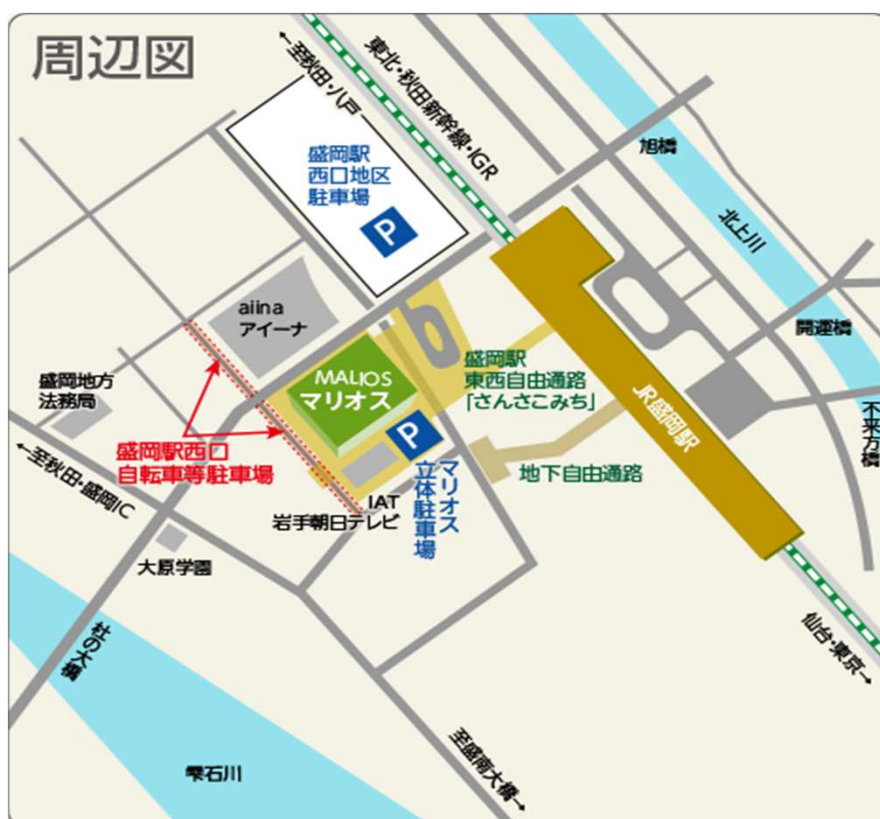 周辺図
←至秋田・八戸
東北・秋田新幹線・IGR
旭橋
盛岡駅
西口地区
駐車場
P
北上川
aiina
アイーナ
開運橋
MALIOS
マリオス
盛岡駅
東西自由通路
「さんさこみち」
JR盛岡駅
不来方橋
盛岡地方
法務局
P
盛岡駅西口
自転車等駐車場
←至秋田・盛岡IC
地下自由通路
マリオス
立体駐車場
IAT
岩手朝日テレビ
大原学園
杜の大橋
仙台・東京→
至盛南大橋→
雫石川